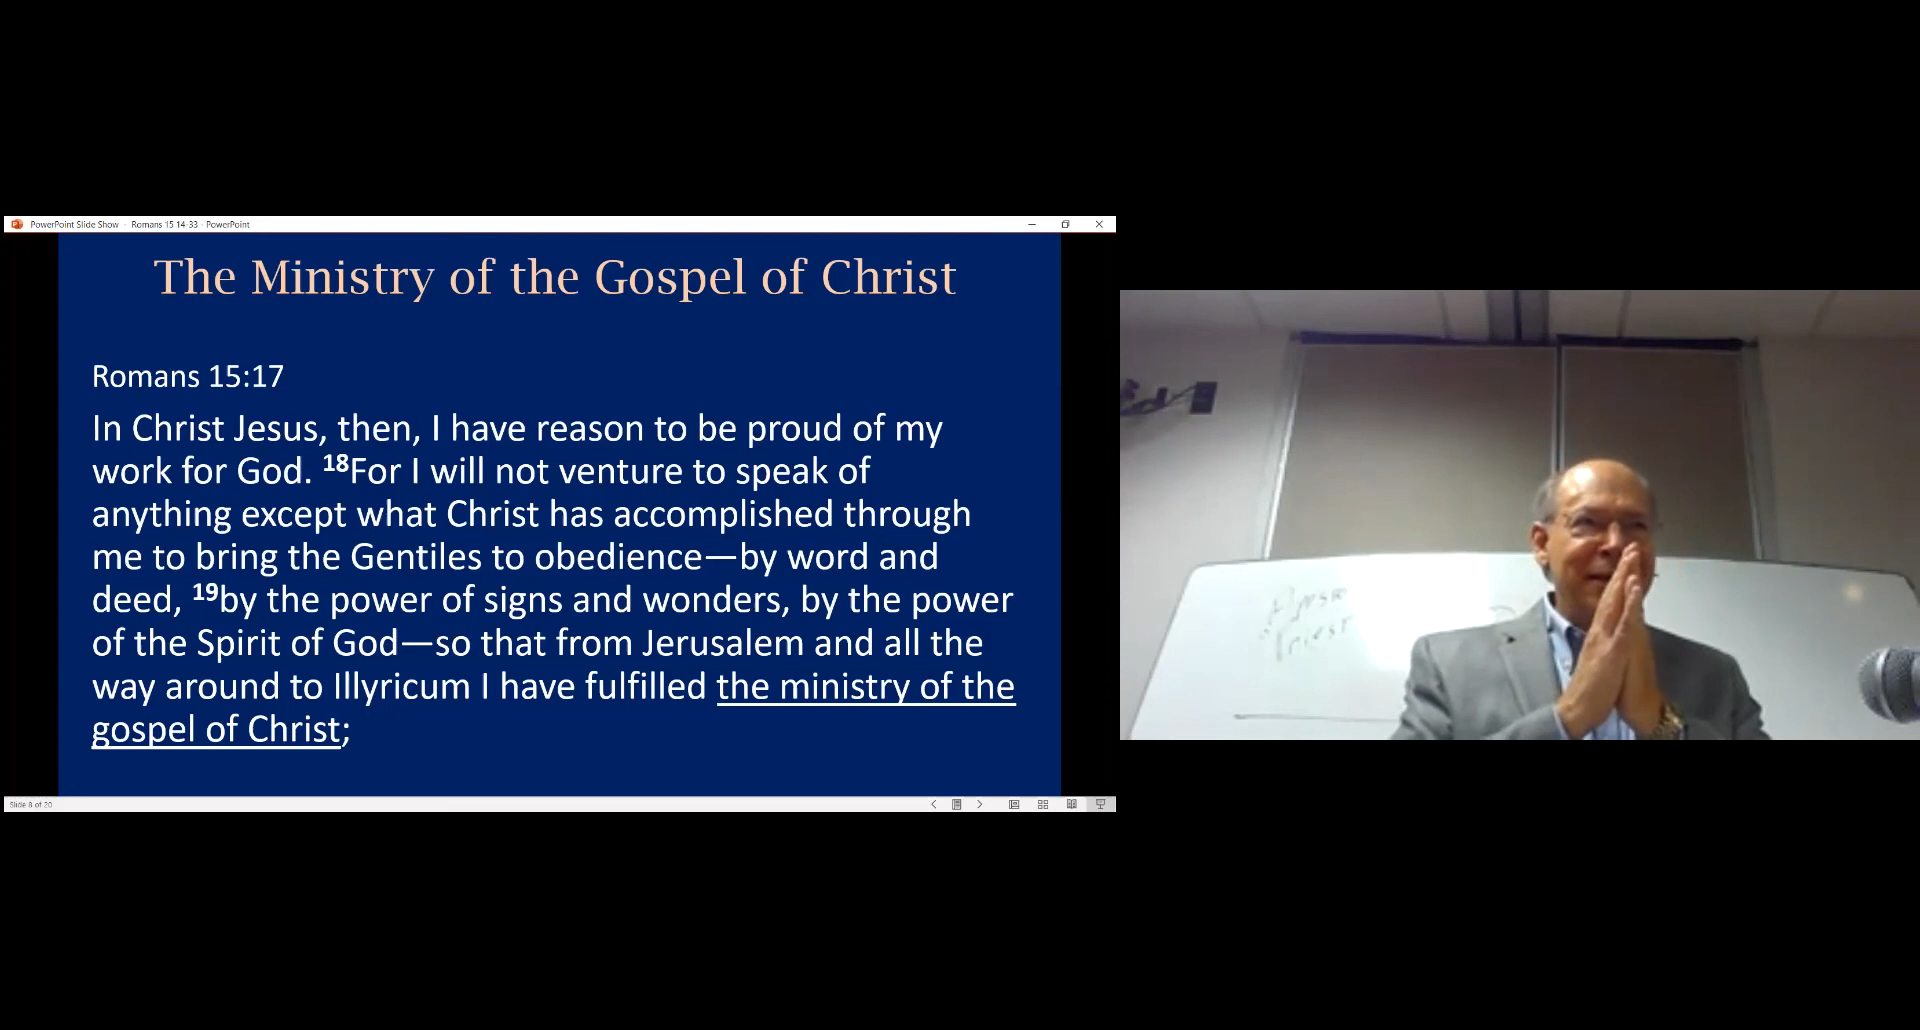 PowerPoint Slide Show - Romans 15 14-33 - PowerPoint
The Ministry of the Gospel of Christ
Romans 15:17
In Christ Jesus, then, I have reason to be proud of my
work for God. 18For I will not venture to speak of
anything except what Christ has accomplished through
me to bring the Gentiles to obedience—by word and
deed, 19by the power of signs and wonders, by the power
of the Spirit of God—so that from Jerusalem and all the
way around to Illyricum I have fulfilled the ministry of the
gospel of Christ;
Slide 8 of 20
Priest